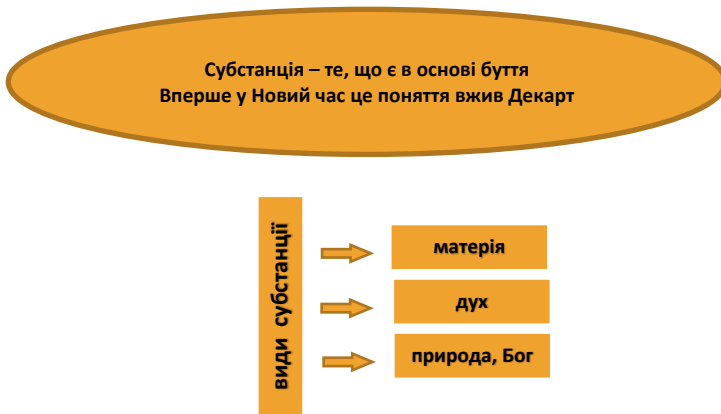 Субстанція – те, що є в основі буття
Вперше у Новий час це поняття вжив Декарт
види субстанції
матерія
дух
природа, Бог